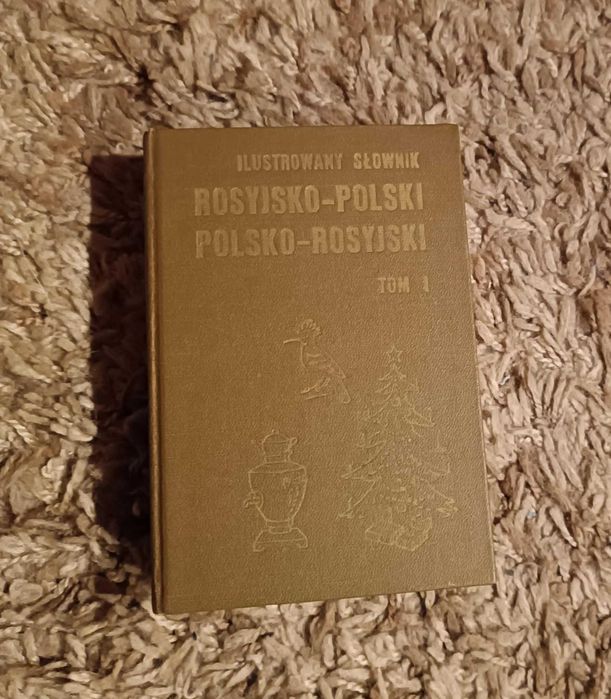 ILUSTROWANY SŁOWNIK
ROSYJSKO-POLSKI
POLSKO-ROSYJSKI
TOM 1